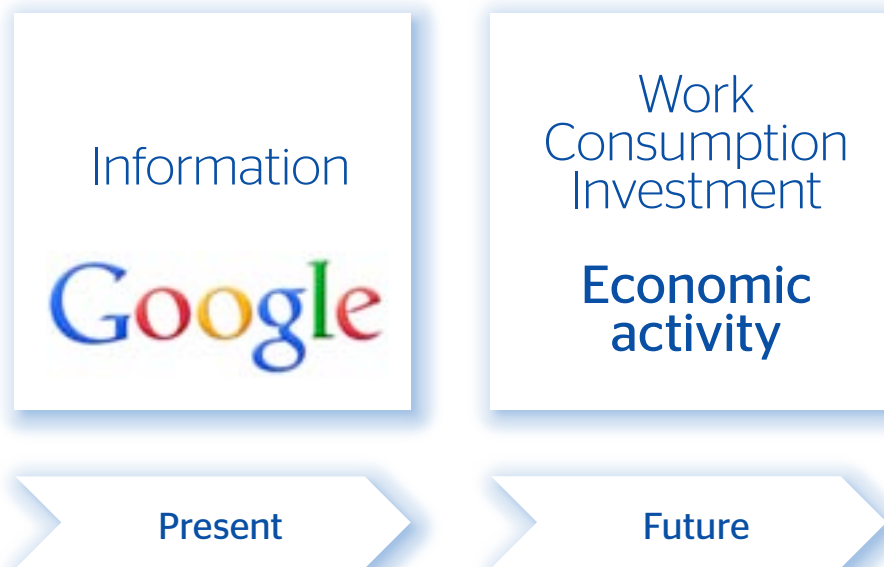 Information
Google
Work
Consumption
Investment
Economic
activity
Present
Future